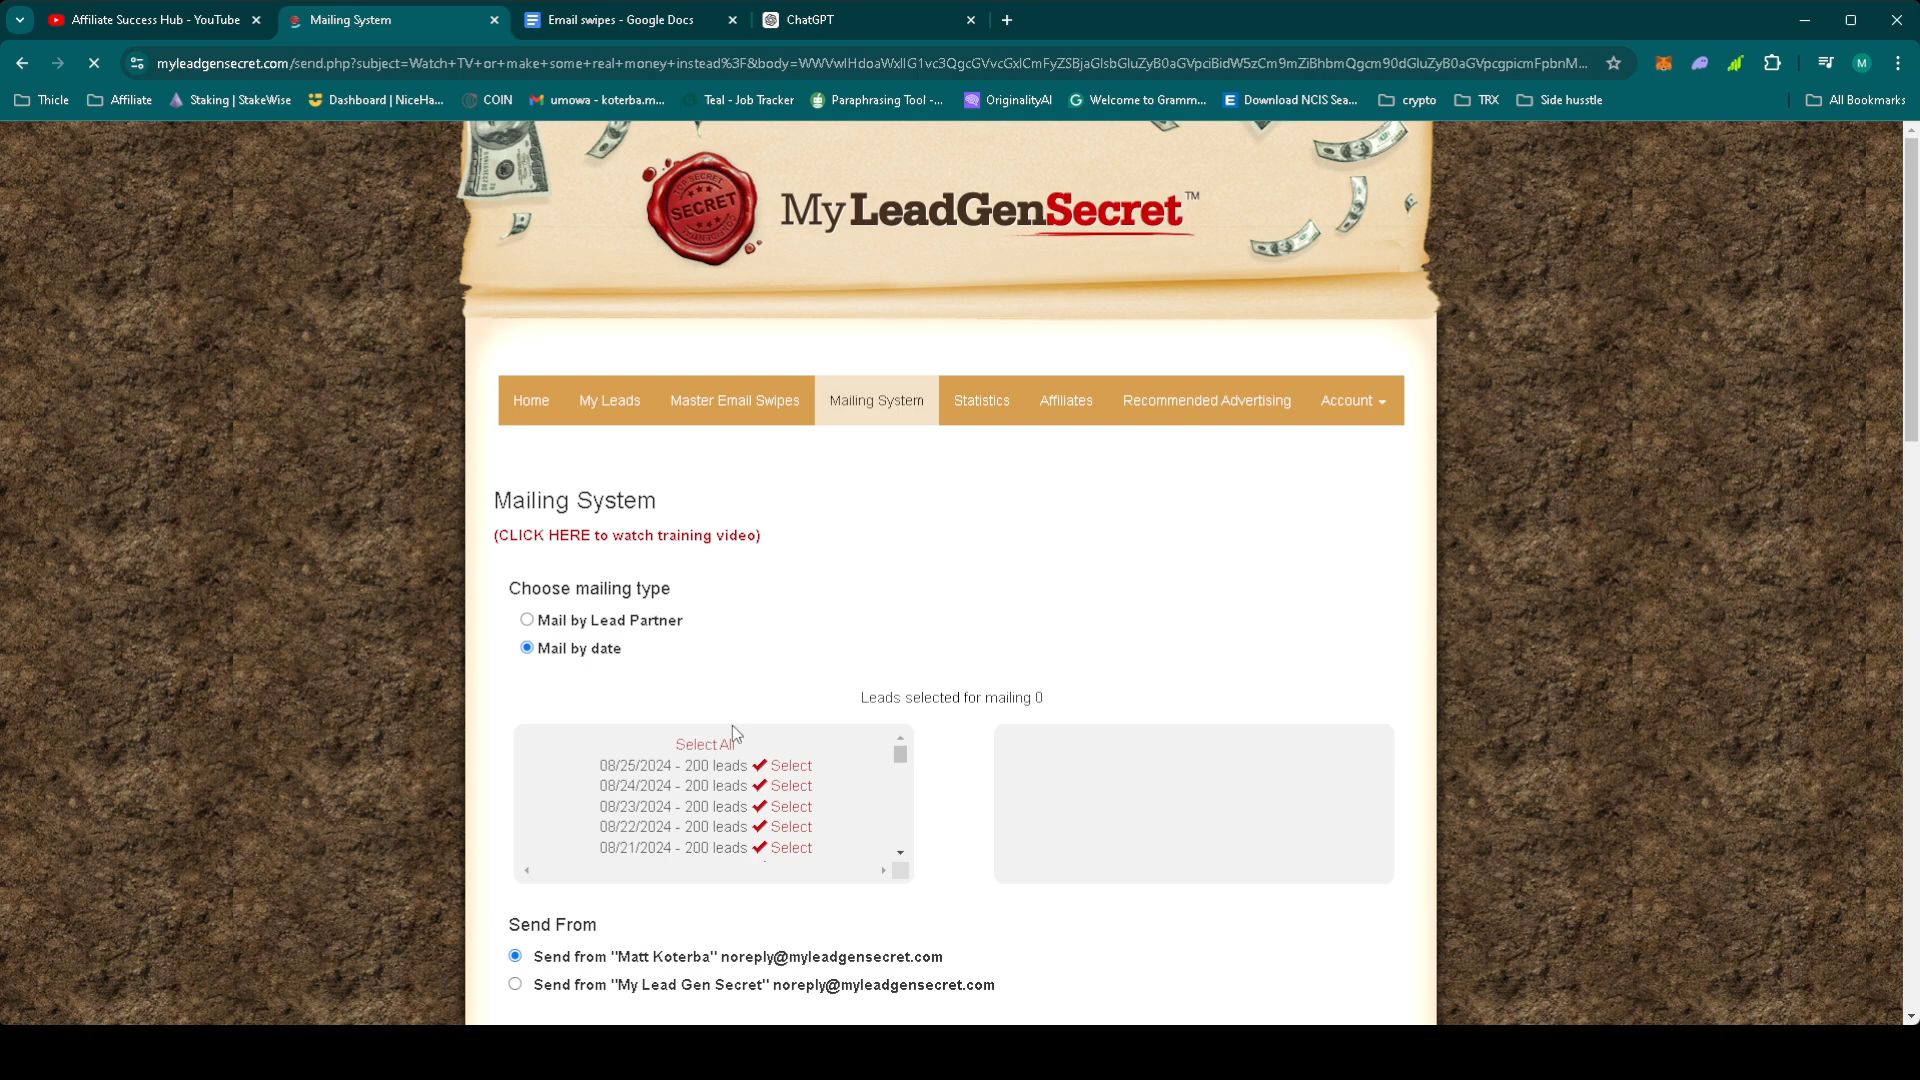 Affiliate Success Hub - YouTube
Mailing System
Email swipes - Google Docs
ChatGPT
myleadgensecret.com/send.php?subject=Watch+TV+or+make+some+real+money+instead%3F&body=
Thicle
Affiliate
Staking | StakeWise
Dashboard | NiceHa...
COIN
umowa - koterba.m...
Teal - Job Tracker
Paraphrasing Tool -...
OriginalityAI
Welcome to Gramm...
Download NCIS Sea...
crypto
TRX
Side husstle
All Bookmarks
M
SECRET
MyLeadGenSecret™
Home
My Leads
Master Email Swipes
Mailing System
Statistics
Affiliates
Recommended Advertising
Account
Mailing System
(CLICK HERE to watch training video)
Choose mailing type
Mail by Lead Partner
Mail by date
Leads selected for mailing 0
Select All
08/25/2024 - 200 leads Select
08/24/2024 - 200 leads Select
08/23/2024 - 200 leads Select
08/22/2024 - 200 leads Select
08/21/2024 - 200 leads Select
Send From
Send from "Matt Koterba" noreply@myleadgensecret.com
Send from "My Lead Gen Secret" noreply@myleadgensecret.com